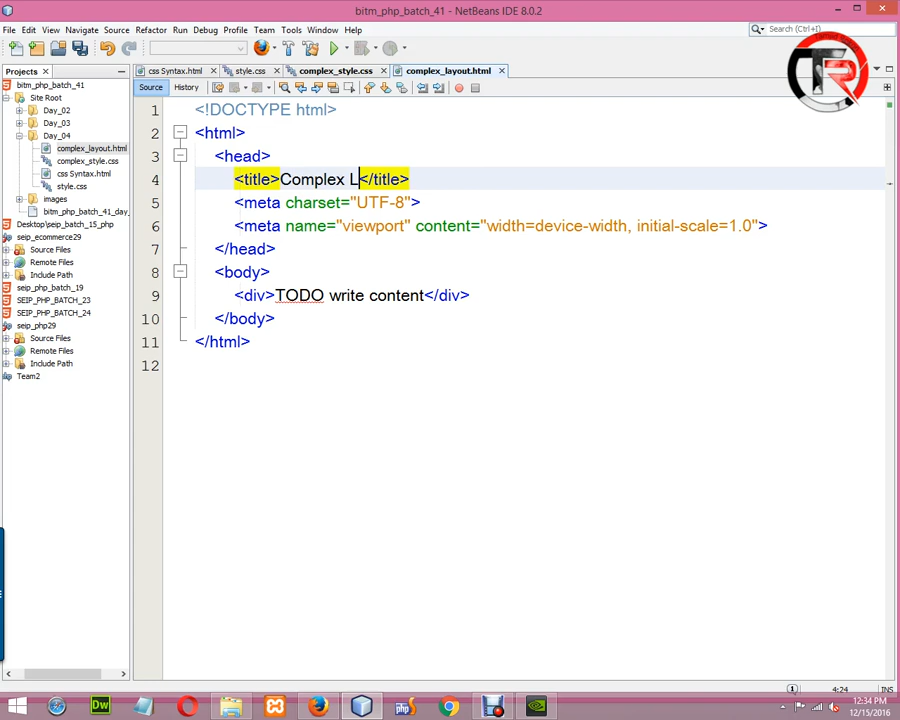 bitm_php_batch_41 - NetBeans IDE 8.0.2
File Edit View Navigate Source Refactor Run Debug Profile Team Tools Window Help
Search (Ctrl+I)
Projects
css Syntax.html
style.css
complex_style.css
complex_layout.html
Source History
bitm_php_batch_41
Site Root
Day_02
Day_03
Day_04
complex_layout.html
complex_style.css
css Syntax.html
style.css
images
bitm_php_batch_41_day_
Desktop\seip_batch_15_php
seip_ecommerce29
Source Files
Remote Files
Include Path
seip_php_batch_19
SEIP_PHP_BATCH_23
SEIP_PHP_BATCH_24
seip_php29
Source Files
Remote Files
Include Path
Team2
1 <!DOCTYPE html>
2 <html>
3 <head>
4 <title>Complex L</title>
5 <meta charset="UTF-8">
6 <meta name="viewport" content="width=device-width, initial-scale=1.0">
7 </head>
8 <body>
9 <div>TODO write content</div>
10 </body>
11 </html>
12
1
4:24
INS
Dw
php
12:34 PM
12/15/2016